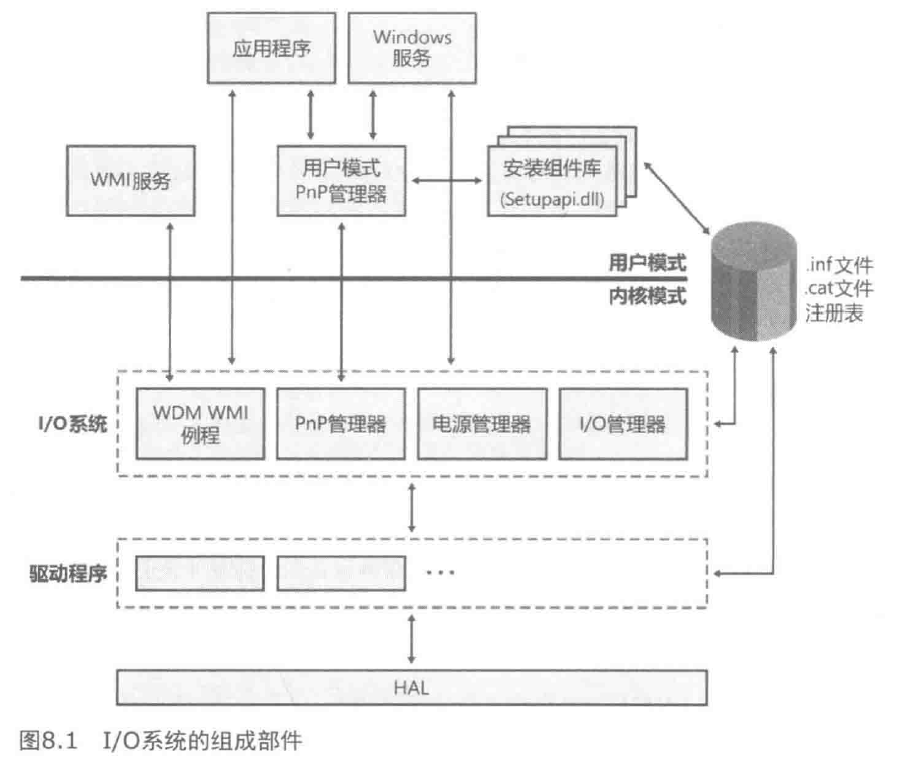 应用程序
Windows
服务
WMI服务
用户模式
PnP管理器
安装组件库
(Setupapi.dll)
用户模式
内核模式
.inf文件
.cat文件
注册表
I/O系统
WDM WMI
例程
PnP管理器
电源管理器
I/O管理器
驱动程序
...
HAL
图8.1 I/O系统的组成部件